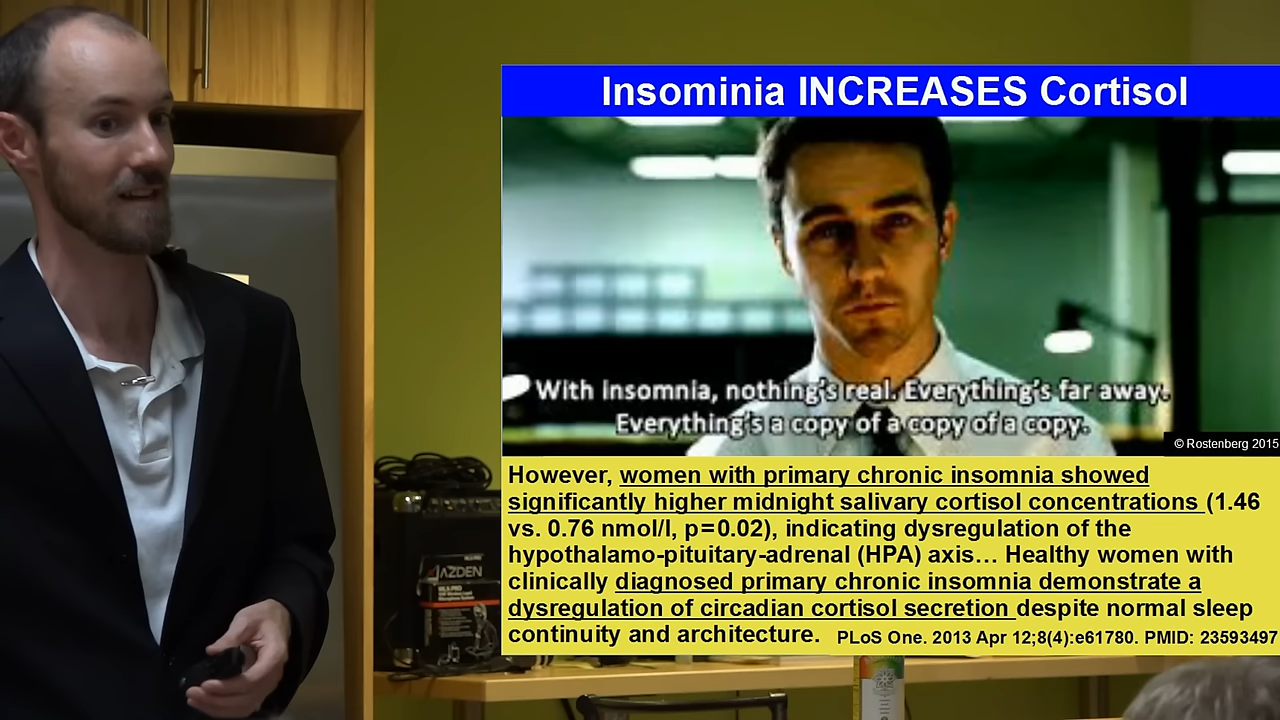 Insominia INCREASES Cortisol
With insomnia, nothing's real. Everything's far away.
Everything's a copy of a copy of a copy.
© Rostenberg 2015
However, women with primary chronic insomnia showed
significantly higher midnight salivary cortisol concentrations (1.46
vs. 0.76 nmol/l, p=0.02), indicating dysregulation of the
hypothalamo-pituitary-adrenal (HPA) axis... Healthy women with
clinically diagnosed primary chronic insomnia demonstrate a
dysregulation of circadian cortisol secretion despite normal sleep
continuity and architecture. PLoS One. 2013 Apr 12;8(4):e61780. PMID: 23593497
AZDEN